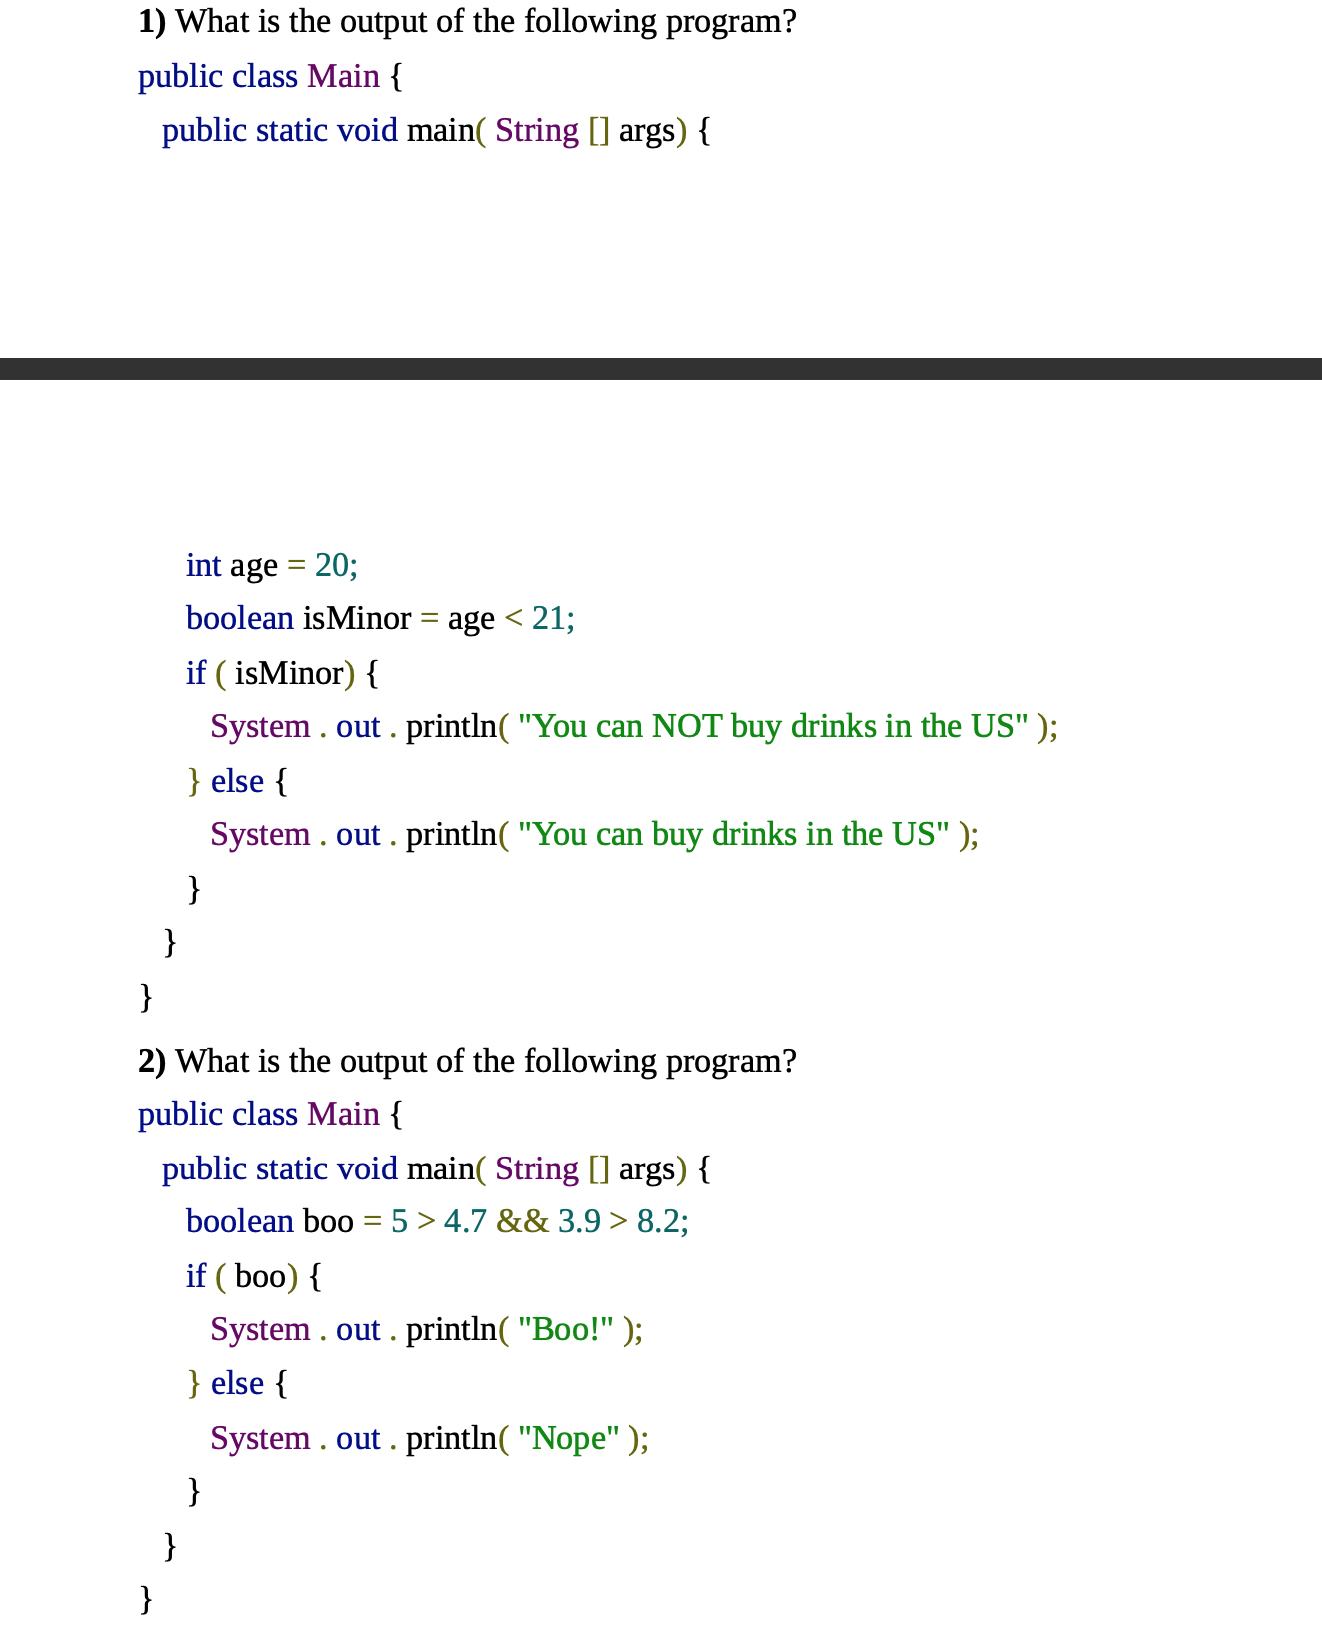 1) What is the output of the following program?
public class Main {
public static void main( String [] args) {
int age = 20;
boolean isMinor = age < 21;
if ( isMinor) {
System . out . println( "You can NOT buy drinks in the US" );
} else {
System . out . println( "You can buy drinks in the US" );
}
}
}
2) What is the output of the following program?
public class Main {
public static void main( String [] args) {
boolean boo = 5 > 4.7 && 3.9 > 8.2;
if ( boo) {
System . out . println( "Boo!" );
} else {
System . out . println( "Nope" );
}
}
}